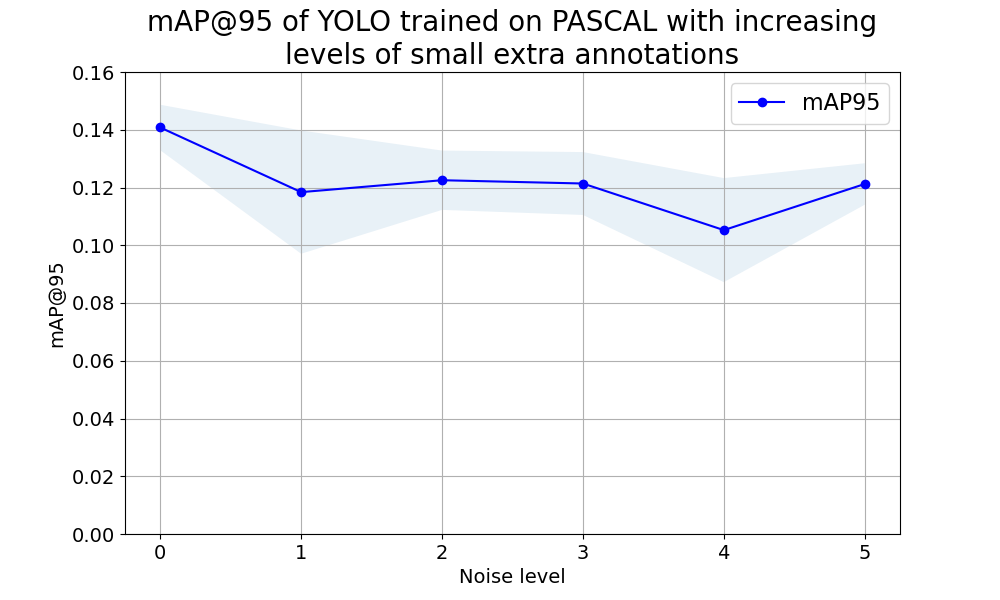 mAP@95 of YOLO trained on PASCAL with increasing
levels of small extra annotations
mAP95
mAP@95
0.16
0.14
0.12
0.10
0.08
0.06
0.04
0.02
0.00
0 1 2 3 4 5
Noise level